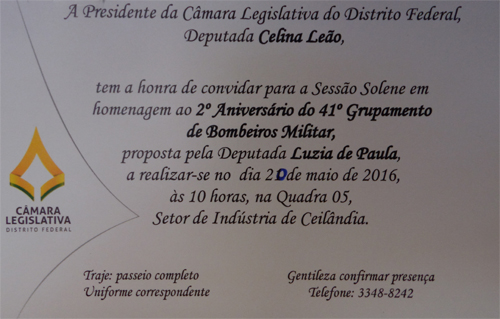 A Presidente da Câmara Legislativa do Distrito Federal,
Deputada Celina Leão,
tem a honra de convidar para a Sessão Solene em
homenagem ao 2º Aniversário do 41º Grupamento
de Bombeiros Militar,
proposta pela Deputada Luzia de Paula,
a realizar-se no dia 20 de maio de 2016,
às 10 horas, na Quadra 05,
Setor de Indústria de Ceilândia.
CÂMARA
LEGISLATIVA
DISTRITO FEDERAL
Traje: passeio completo
Uniforme correspondente
Gentileza confirmar presença
Telefone: 3348-8242